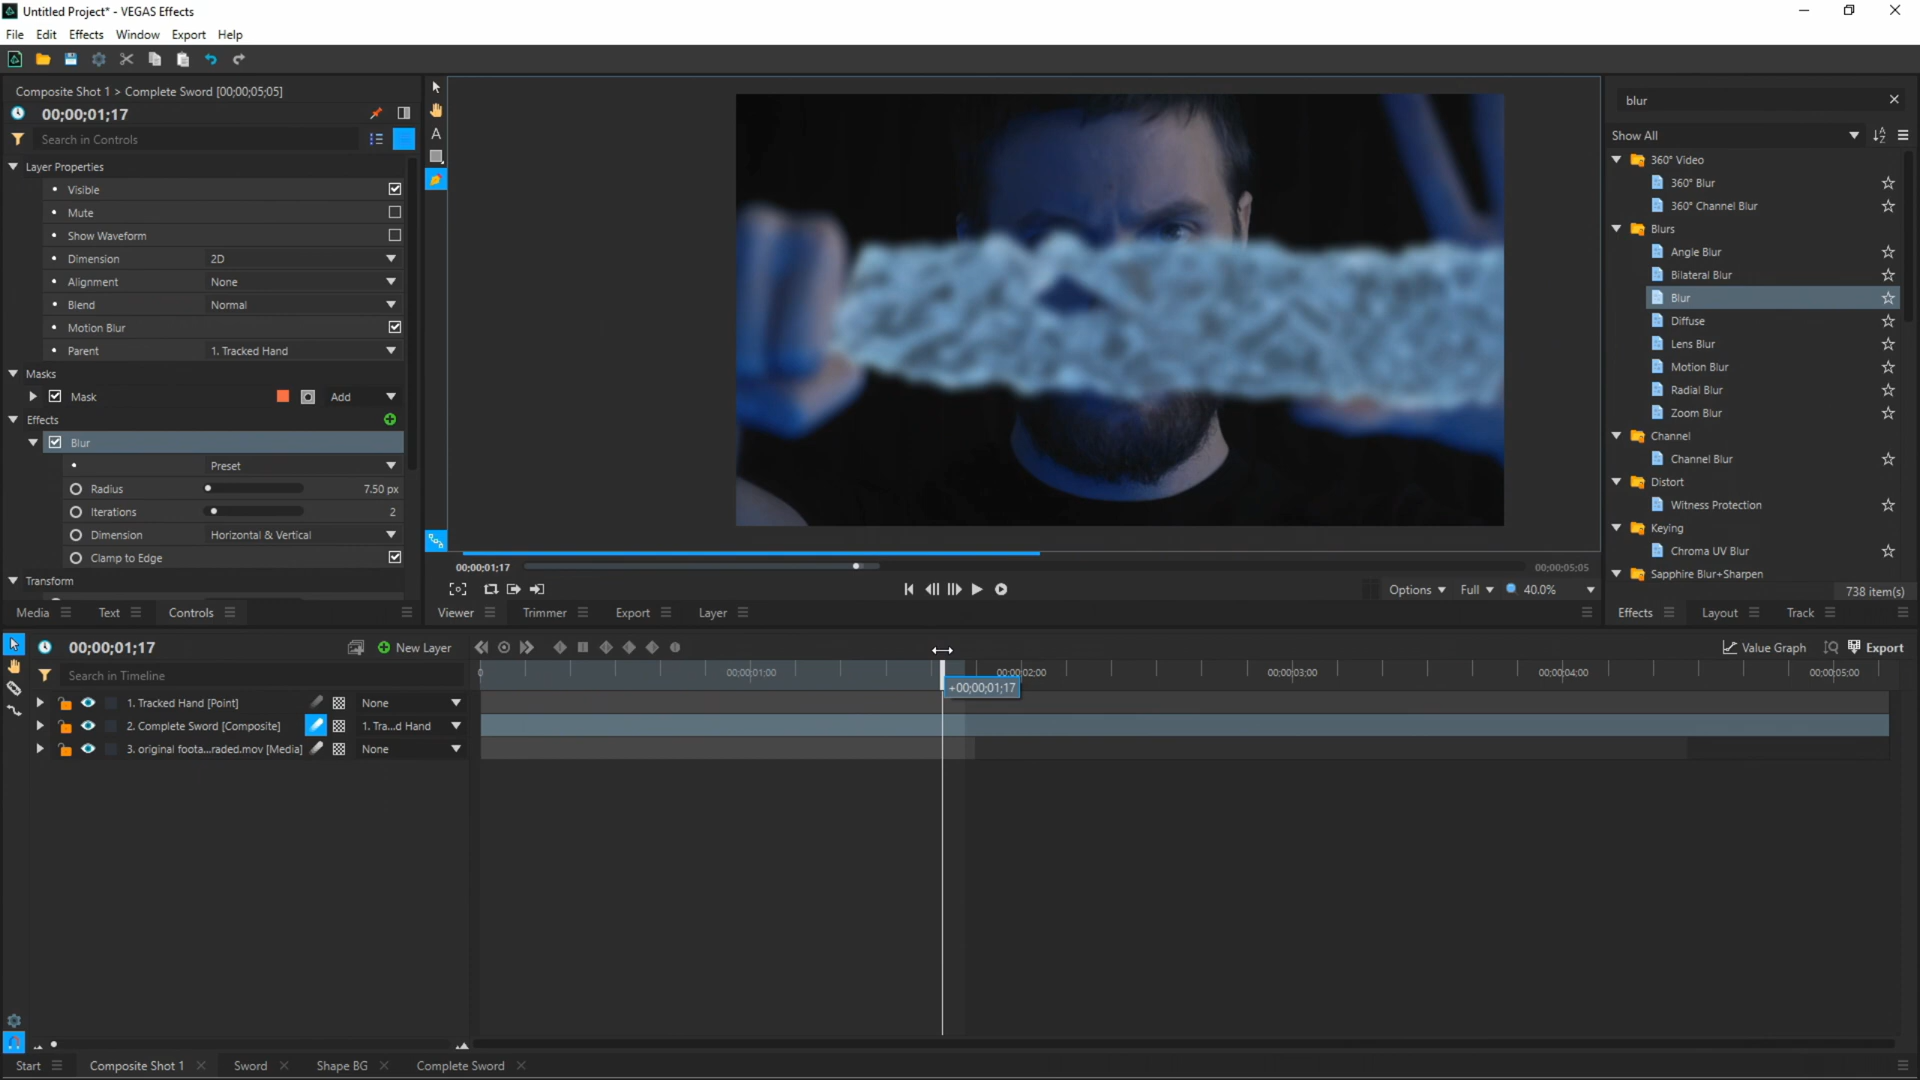 Untitled Project* - VEGAS Effects
File Edit Effects Window Export Help
Composite Shot 1 > Complete Sword [00;00;05;05]
00;00;01;17
Search in Controls
Layer Properties
Visible
Mute
Show Waveform
Dimension 2D
Alignment None
Blend Normal
Motion Blur
Parent 1. Tracked Hand
Masks
Mask Add
Effects
Blur
Preset
Radius 7.50 px
Iterations 2
Dimension Horizontal & Vertical
Clamp to Edge
Transform
Media Text Controls
A
00;00;01;17 00;00;05;05
Options Full 40.0%
Viewer Trimmer Export Layer
blur
Show All
360° Video
360° Blur
360° Channel Blur
Blurs
Angle Blur
Bilateral Blur
Blur
Diffuse
Lens Blur
Motion Blur
Radial Blur
Zoom Blur
Channel
Channel Blur
Distort
Witness Protection
Keying
Chroma UV Blur
Sapphire Blur+Sharpen
738 item(s)
Effects Layout Track
00;00;01;17 New Layer Value Graph Export
Search in Timeline
0 00;00;01;00 00;00;02;00 00;00;03;00 00;00;04;00 00;00;05;00
+00;00;01;17
1. Tracked Hand [Point] None
2. Complete Sword [Composite] 1. Tra...d Hand
3. original foota...raded.mov [Media] None
Start Composite Shot 1 Sword Shape BG Complete Sword